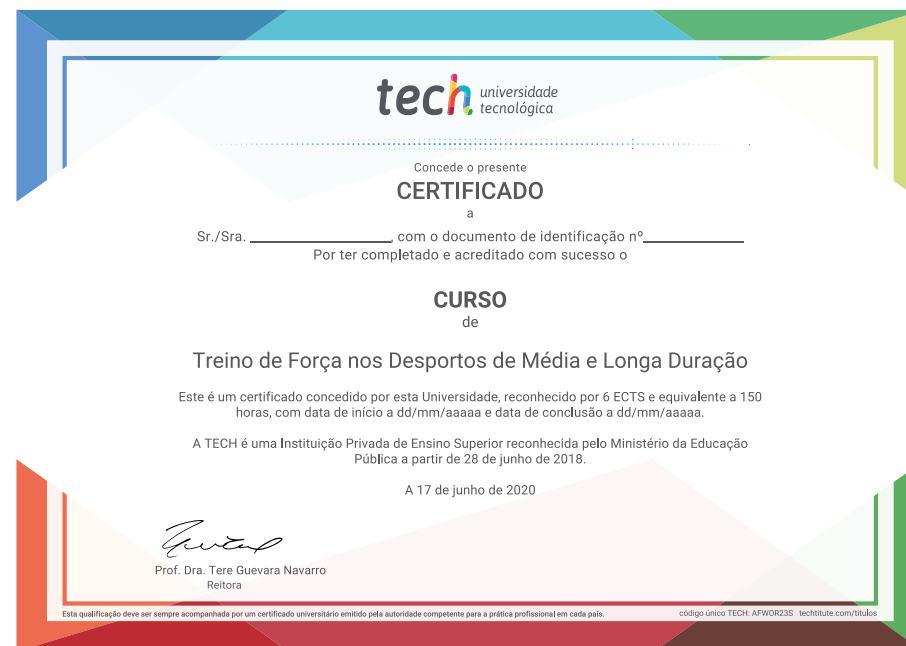 tech universidade
tecnológica
Concede o presente
CERTIFICADO
a
Sr./Sra. ________________, com o documento de identificação nº____________
Por ter completado e acreditado com sucesso o
CURSO
de
Treino de Força nos Desportos de Média e Longa Duração
Este é um certificado concedido por esta Universidade, reconhecido por 6 ECTS e equivalente a 150
horas, com data de início a dd/mm/aaaaa e data de conclusão a dd/mm/aaaaa.
A TECH é uma Instituição Privada de Ensino Superior reconhecida pelo Ministério da Educação
Pública a partir de 28 de junho de 2018.
A 17 de junho de 2020
Prof. Dra. Tere Guevara Navarro
Reitora
Esta qualificação deve ser sempre acompanhada por um certificado universitário emitido pela autoridade competente para a prática profissional em cada país.
código único TECH: AFWOR23S techtitute.com/titulos